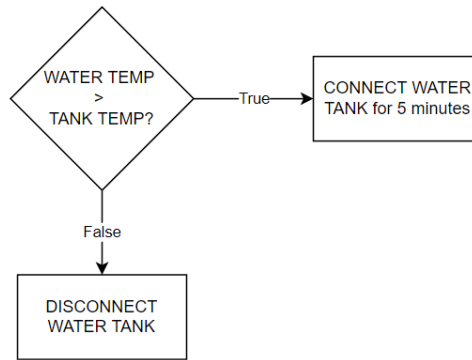 WATER TEMP
>
TANK TEMP?
True
CONNECT WATER
TANK for 5 minutes
False
DISCONNECT
WATER TANK